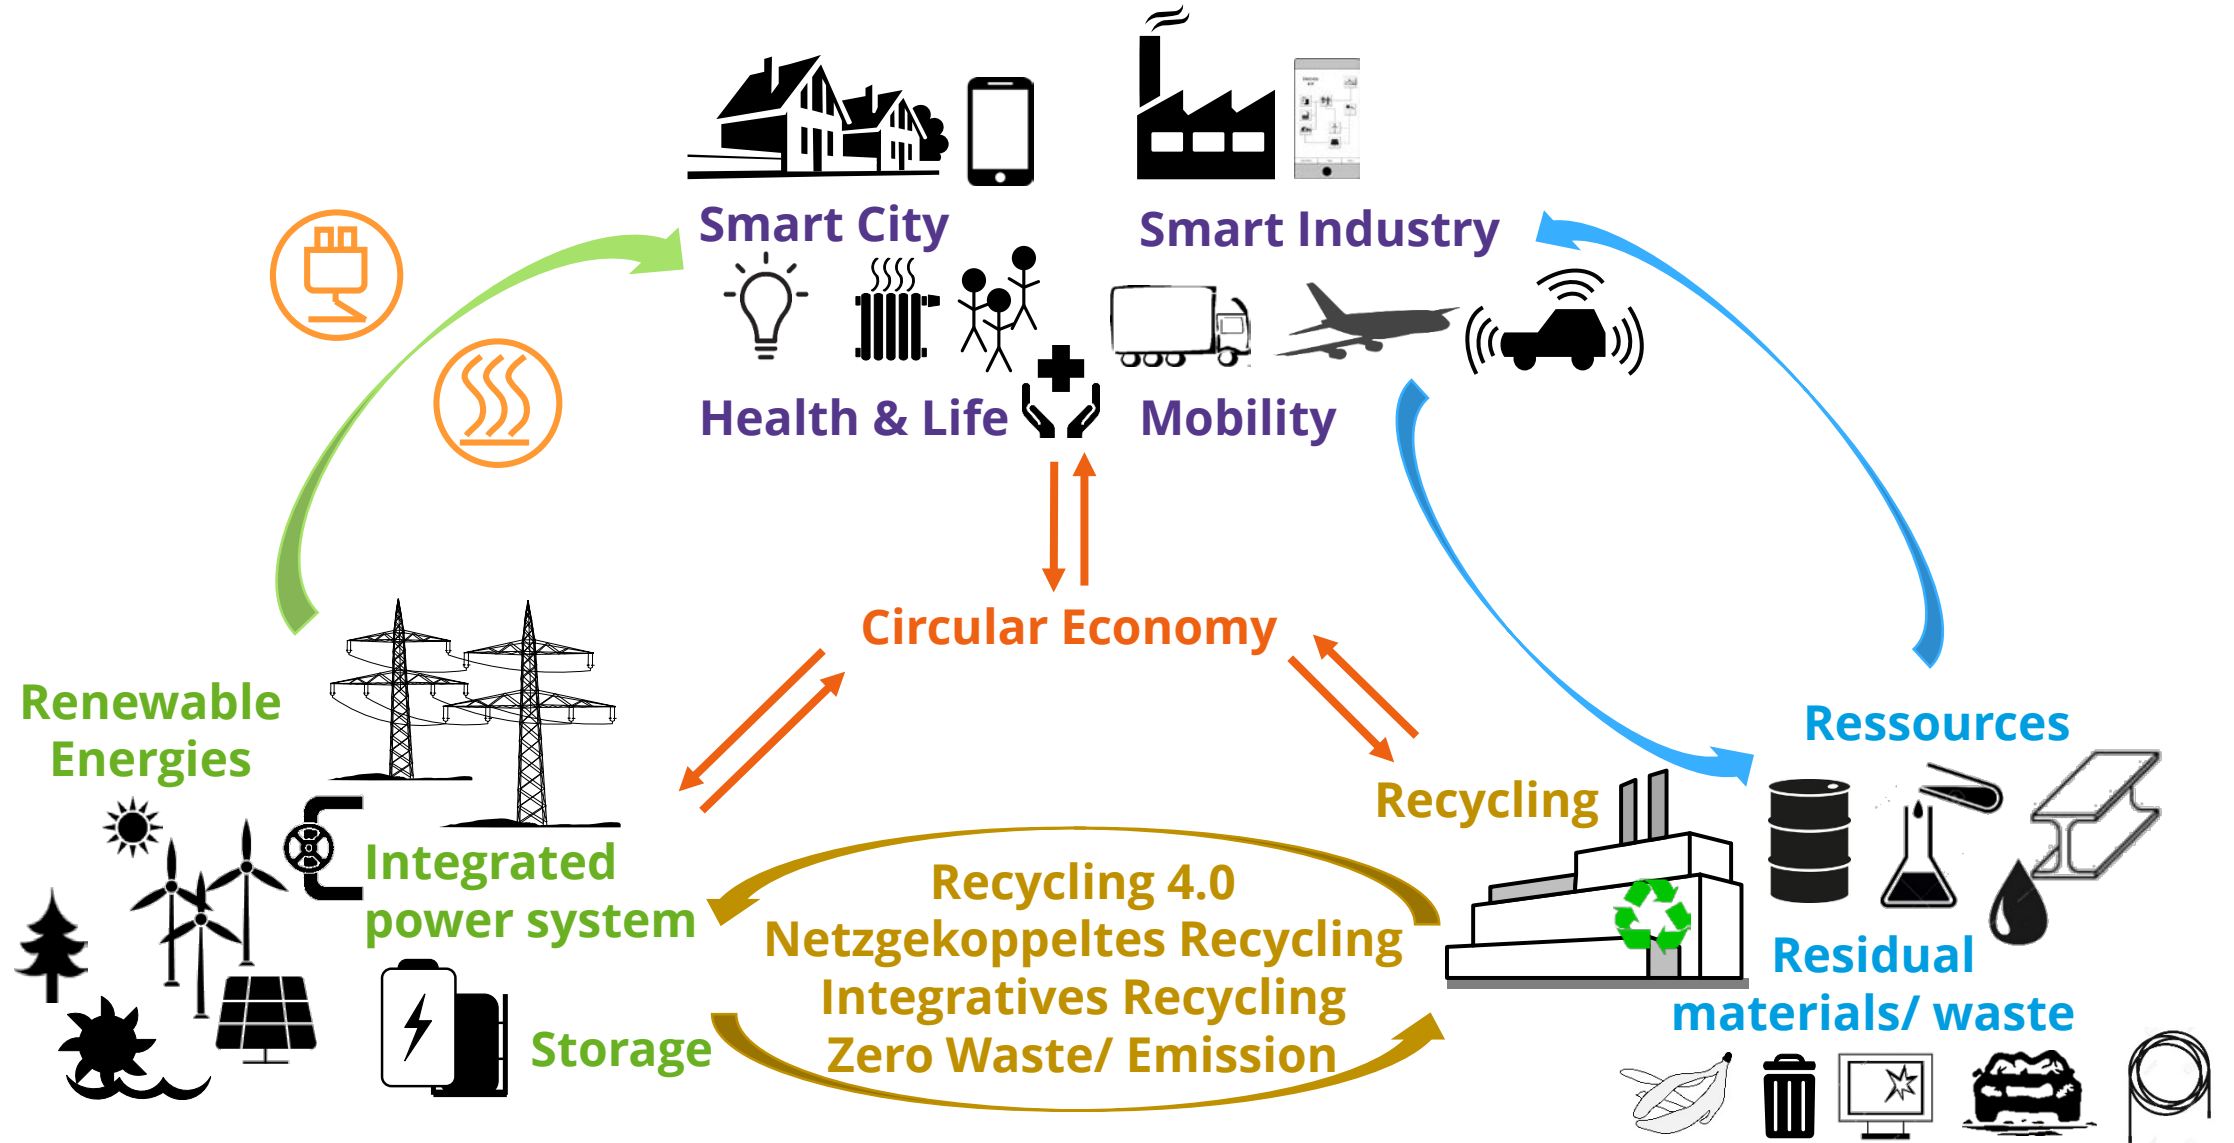 Smart City
Smart Industry
Health & Life
Mobility
Circular Economy
Renewable
Energies
Integrated
power system
Storage
Recycling
Recycling 4.0
Netzgekoppeltes Recycling
Integratives Recycling
Zero Waste/ Emission
Ressources
Residual
materials/ waste